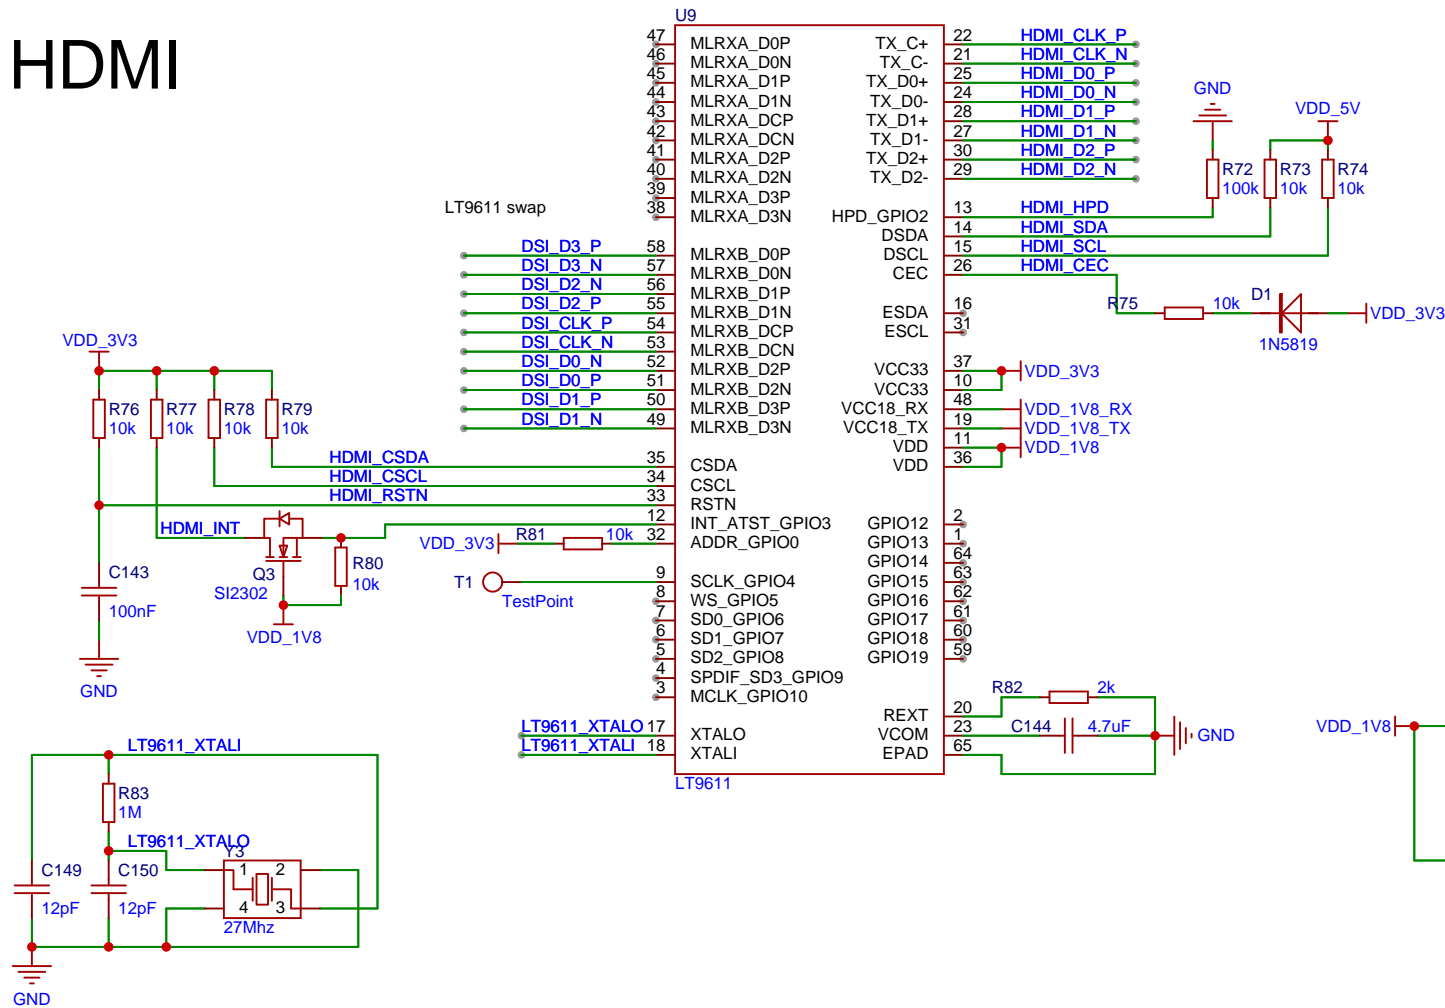 HDMI
U9
47 MLRXA_D0P TX_C+ 22 HDMI_CLK_P
46 MLRXA_D0N TX_C- 21 HDMI_CLK_N
45 MLRXA_D1P TX_D0+ 25 HDMI_D0_P
44 MLRXA_D1N TX_D0- 24 HDMI_D0_N
43 MLRXA_DCP TX_D1+ 28 HDMI_D1_P
42 MLRXA_DCN TX_D1- 27 HDMI_D1_N
41 MLRXA_D2P TX_D2+ 30 HDMI_D2_P
40 MLRXA_D2N TX_D2- 29 HDMI_D2_N
39 MLRXA_D3P
38 MLRXA_D3N HPD_GPIO2 13 HDMI_HPD
DSDA 14 HDMI_SDA
DSCL 15 HDMI_SCL
CEC 26 HDMI_CEC
GND
VDD_5V
R72 100k
R73 10k
R74 10k
LT9611 swap
DSI_D3_P 58 MLRXB_D0P
DSI_D3_N 57 MLRXB_D0N
DSI_D2_N 56 MLRXB_D1P
DSI_D2_P 55 MLRXB_D1N
DSI_CLK_P 54 MLRXB_DCP
DSI_CLK_N 53 MLRXB_DCN
DSI_D0_N 52 MLRXB_D2P
DSI_D0_P 51 MLRXB_D2N
DSI_D1_P 50 MLRXB_D3P
DSI_D1_N 49 MLRXB_D3N
ESDA 16
ESCL 31
R75 10k D1 VDD_3V3
1N5819
VCC33 37 VDD_3V3
VCC33 10
VCC18_RX 48 VDD_1V8_RX
VCC18_TX 19 VDD_1V8_TX
VDD 11 VDD_1V8
VDD 36
VDD_3V3
R76 10k
R77 10k
R78 10k
R79 10k
HDMI_CSDA 35 CSDA
HDMI_CSCL 34 CSCL
HDMI_RSTN 33 RSTN
HDMI_INT 12 INT_ATST_GPIO3 GPIO12 2
VDD_3V3 R81 10k 32 ADDR_GPIO0 GPIO13 1
GPIO14 64
T1 9 SCLK_GPIO4 GPIO15 63
TestPoint 8 WS_GPIO5 GPIO16 62
7 SD0_GPIO6 GPIO17 61
6 SD1_GPIO7 GPIO18 60
5 SD2_GPIO8 GPIO19 59
4 SPDIF_SD3_GPIO9
3 MCLK_GPIO10
C143
100nF
GND
Q3
SI2302
R80
10k
VDD_1V8
R82 2k
REXT 20
LT9611_XTALO 17 XTALO VCOM 23 C144 4.7uF GND
LT9611_XTALI 18 XTALI EPAD 65
LT9611
VDD_1V8
LT9611_XTALI
R83
1M
LT9611_XTALO
Y3
C149
12pF
C150
12pF
1 2
4 3
27Mhz
GND